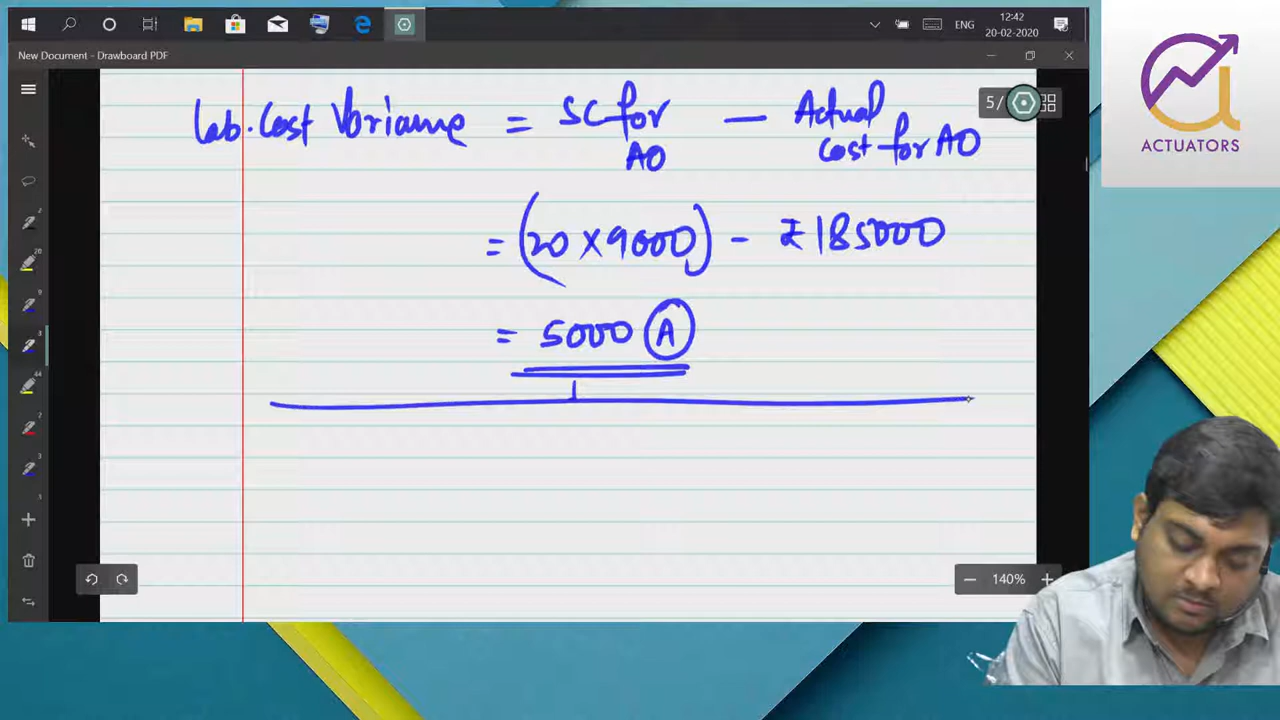 ENG
12:42
20-02-2020
New Document - Drawboard PDF
5/
Lab. Cost Variance = SC for AO - Actual cost for AO
= (20 x 9000) - ₹185000
= 5000 (A)
140%
ACTUATORS